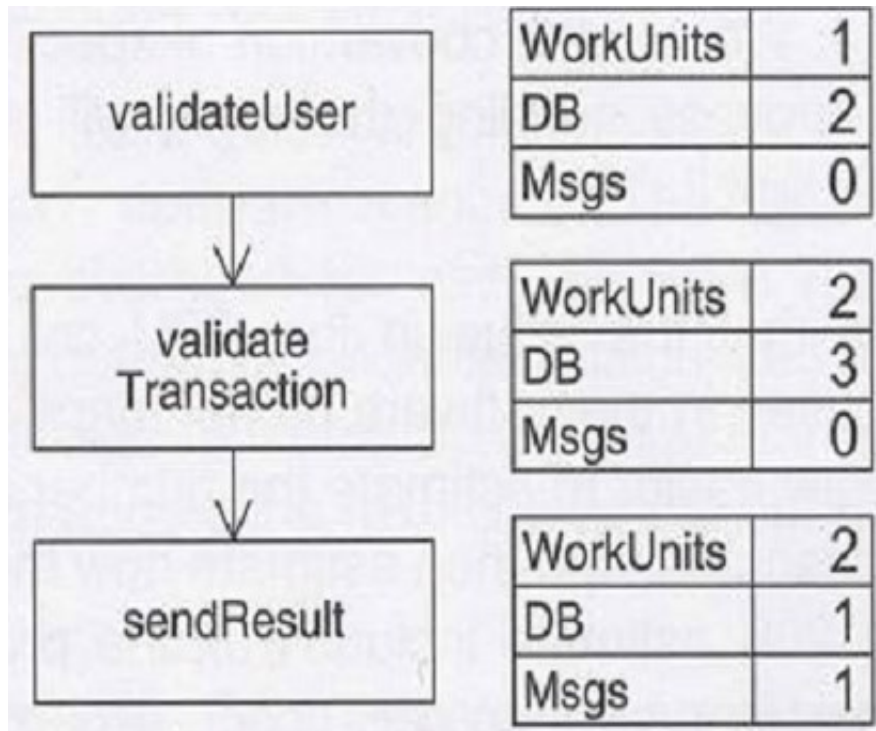 validateUser
WorkUnits 1
DB 2
Msgs 0
validate
Transaction
WorkUnits 2
DB 3
Msgs 0
sendResult
WorkUnits 2
DB 1
Msgs 1